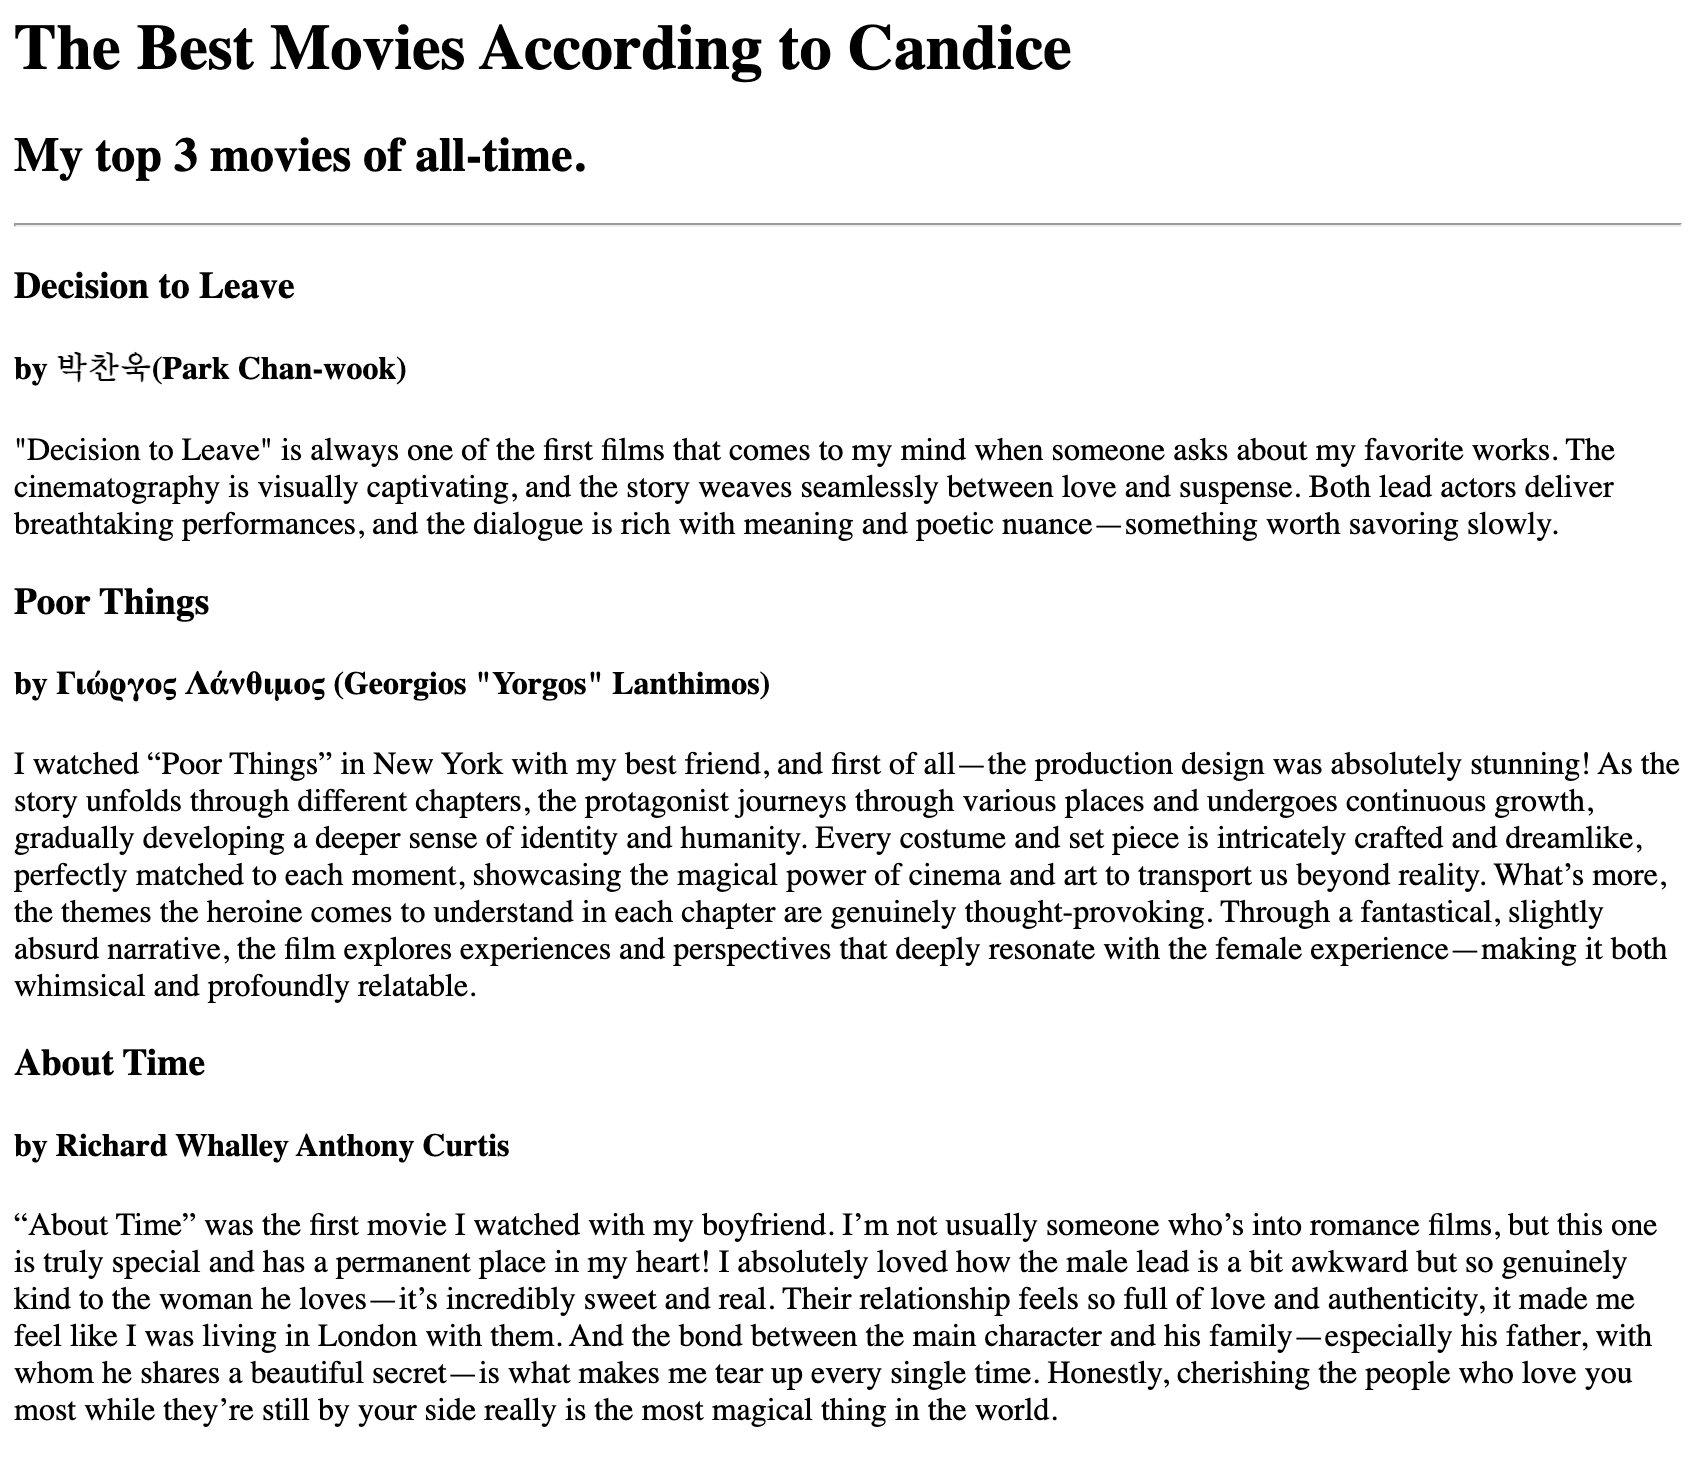 The Best Movies According to Candice
My top 3 movies of all-time.
Decision to Leave
by 박찬욱(Park Chan-wook)
"Decision to Leave" is always one of the first films that comes to my mind when someone asks about my favorite works. The
cinematography is visually captivating, and the story weaves seamlessly between love and suspense. Both lead actors deliver
breathtaking performances, and the dialogue is rich with meaning and poetic nuance—something worth savoring slowly.
Poor Things
by Γιώργος Λάνθιμος (Georgios "Yorgos" Lanthimos)
I watched “Poor Things” in New York with my best friend, and first of all—the production design was absolutely stunning! As the
story unfolds through different chapters, the protagonist journeys through various places and undergoes continuous growth,
gradually developing a deeper sense of identity and humanity. Every costume and set piece is intricately crafted and dreamlike,
perfectly matched to each moment, showcasing the magical power of cinema and art to transport us beyond reality. What’s more,
the themes the heroine comes to understand in each chapter are genuinely thought-provoking. Through a fantastical, slightly
absurd narrative, the film explores experiences and perspectives that deeply resonate with the female experience—making it both
whimsical and profoundly relatable.
About Time
by Richard Whalley Anthony Curtis
“About Time” was the first movie I watched with my boyfriend. I’m not usually someone who’s into romance films, but this one
is truly special and has a permanent place in my heart! I absolutely loved how the male lead is a bit awkward but so genuinely
kind to the woman he loves—it’s incredibly sweet and real. Their relationship feels so full of love and authenticity, it made me
feel like I was living in London with them. And the bond between the main character and his family—especially his father, with
whom he shares a beautiful secret—is what makes me tear up every single time. Honestly, cherishing the people who love you
most while they’re still by your side really is the most magical thing in the world.